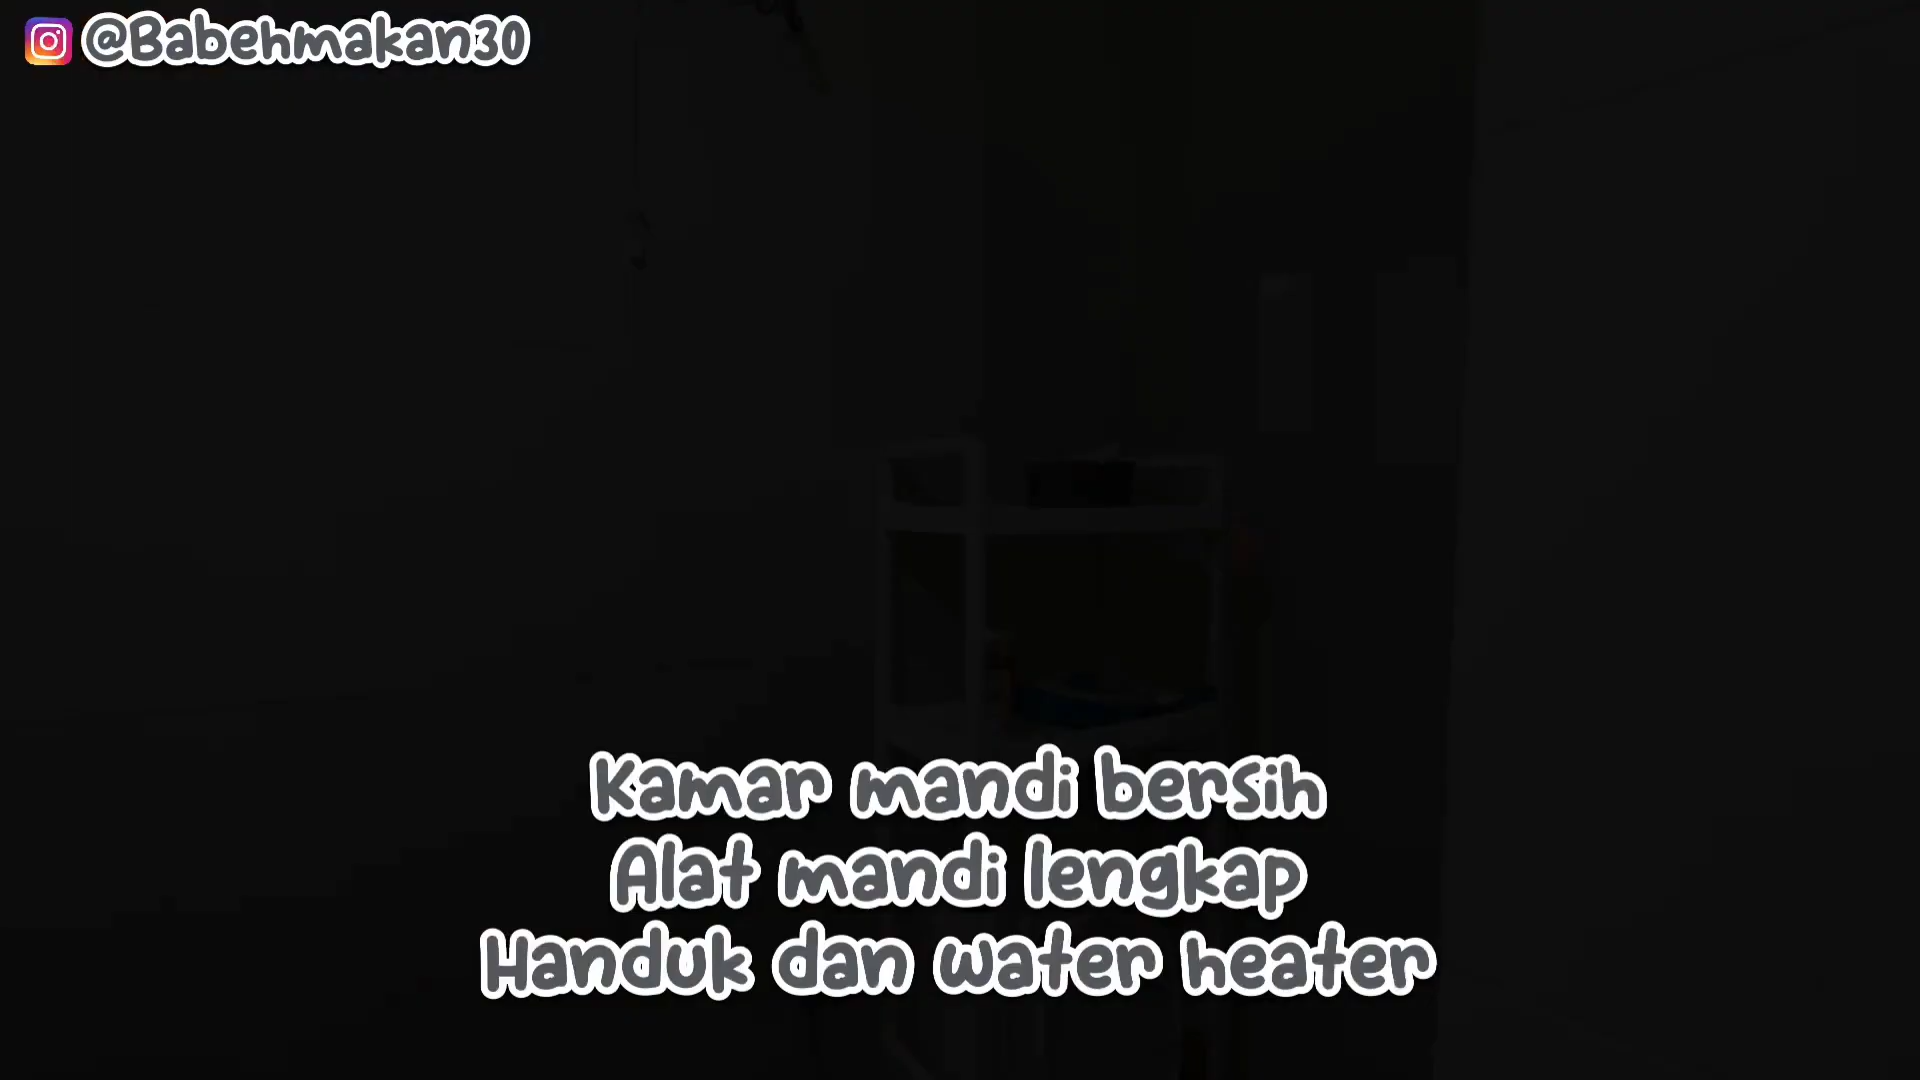 @Babehmakan30
Kamar mandi bersih
Alat mandi lengkap
Handuk dan water heater